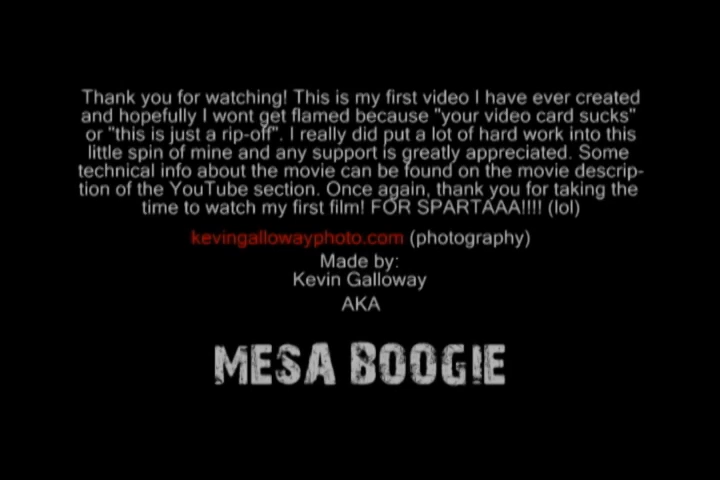 Thank you for watching! This is my first video I have ever created
and hopefully I wont get flamed because "your video card sucks"
or "this is just a rip-off". I really did put a lot of hard work into this
little spin of mine and any support is greatly appreciated. Some
technical info about the movie can be found on the movie descrip-
tion of the YouTube section. Once again, thank you for taking the
time to watch my first film! FOR SPARTAAA!!!! (lol)
kevingallowayphoto.com (photography)
Made by:
Kevin Galloway
AKA
MESA BOOGIE